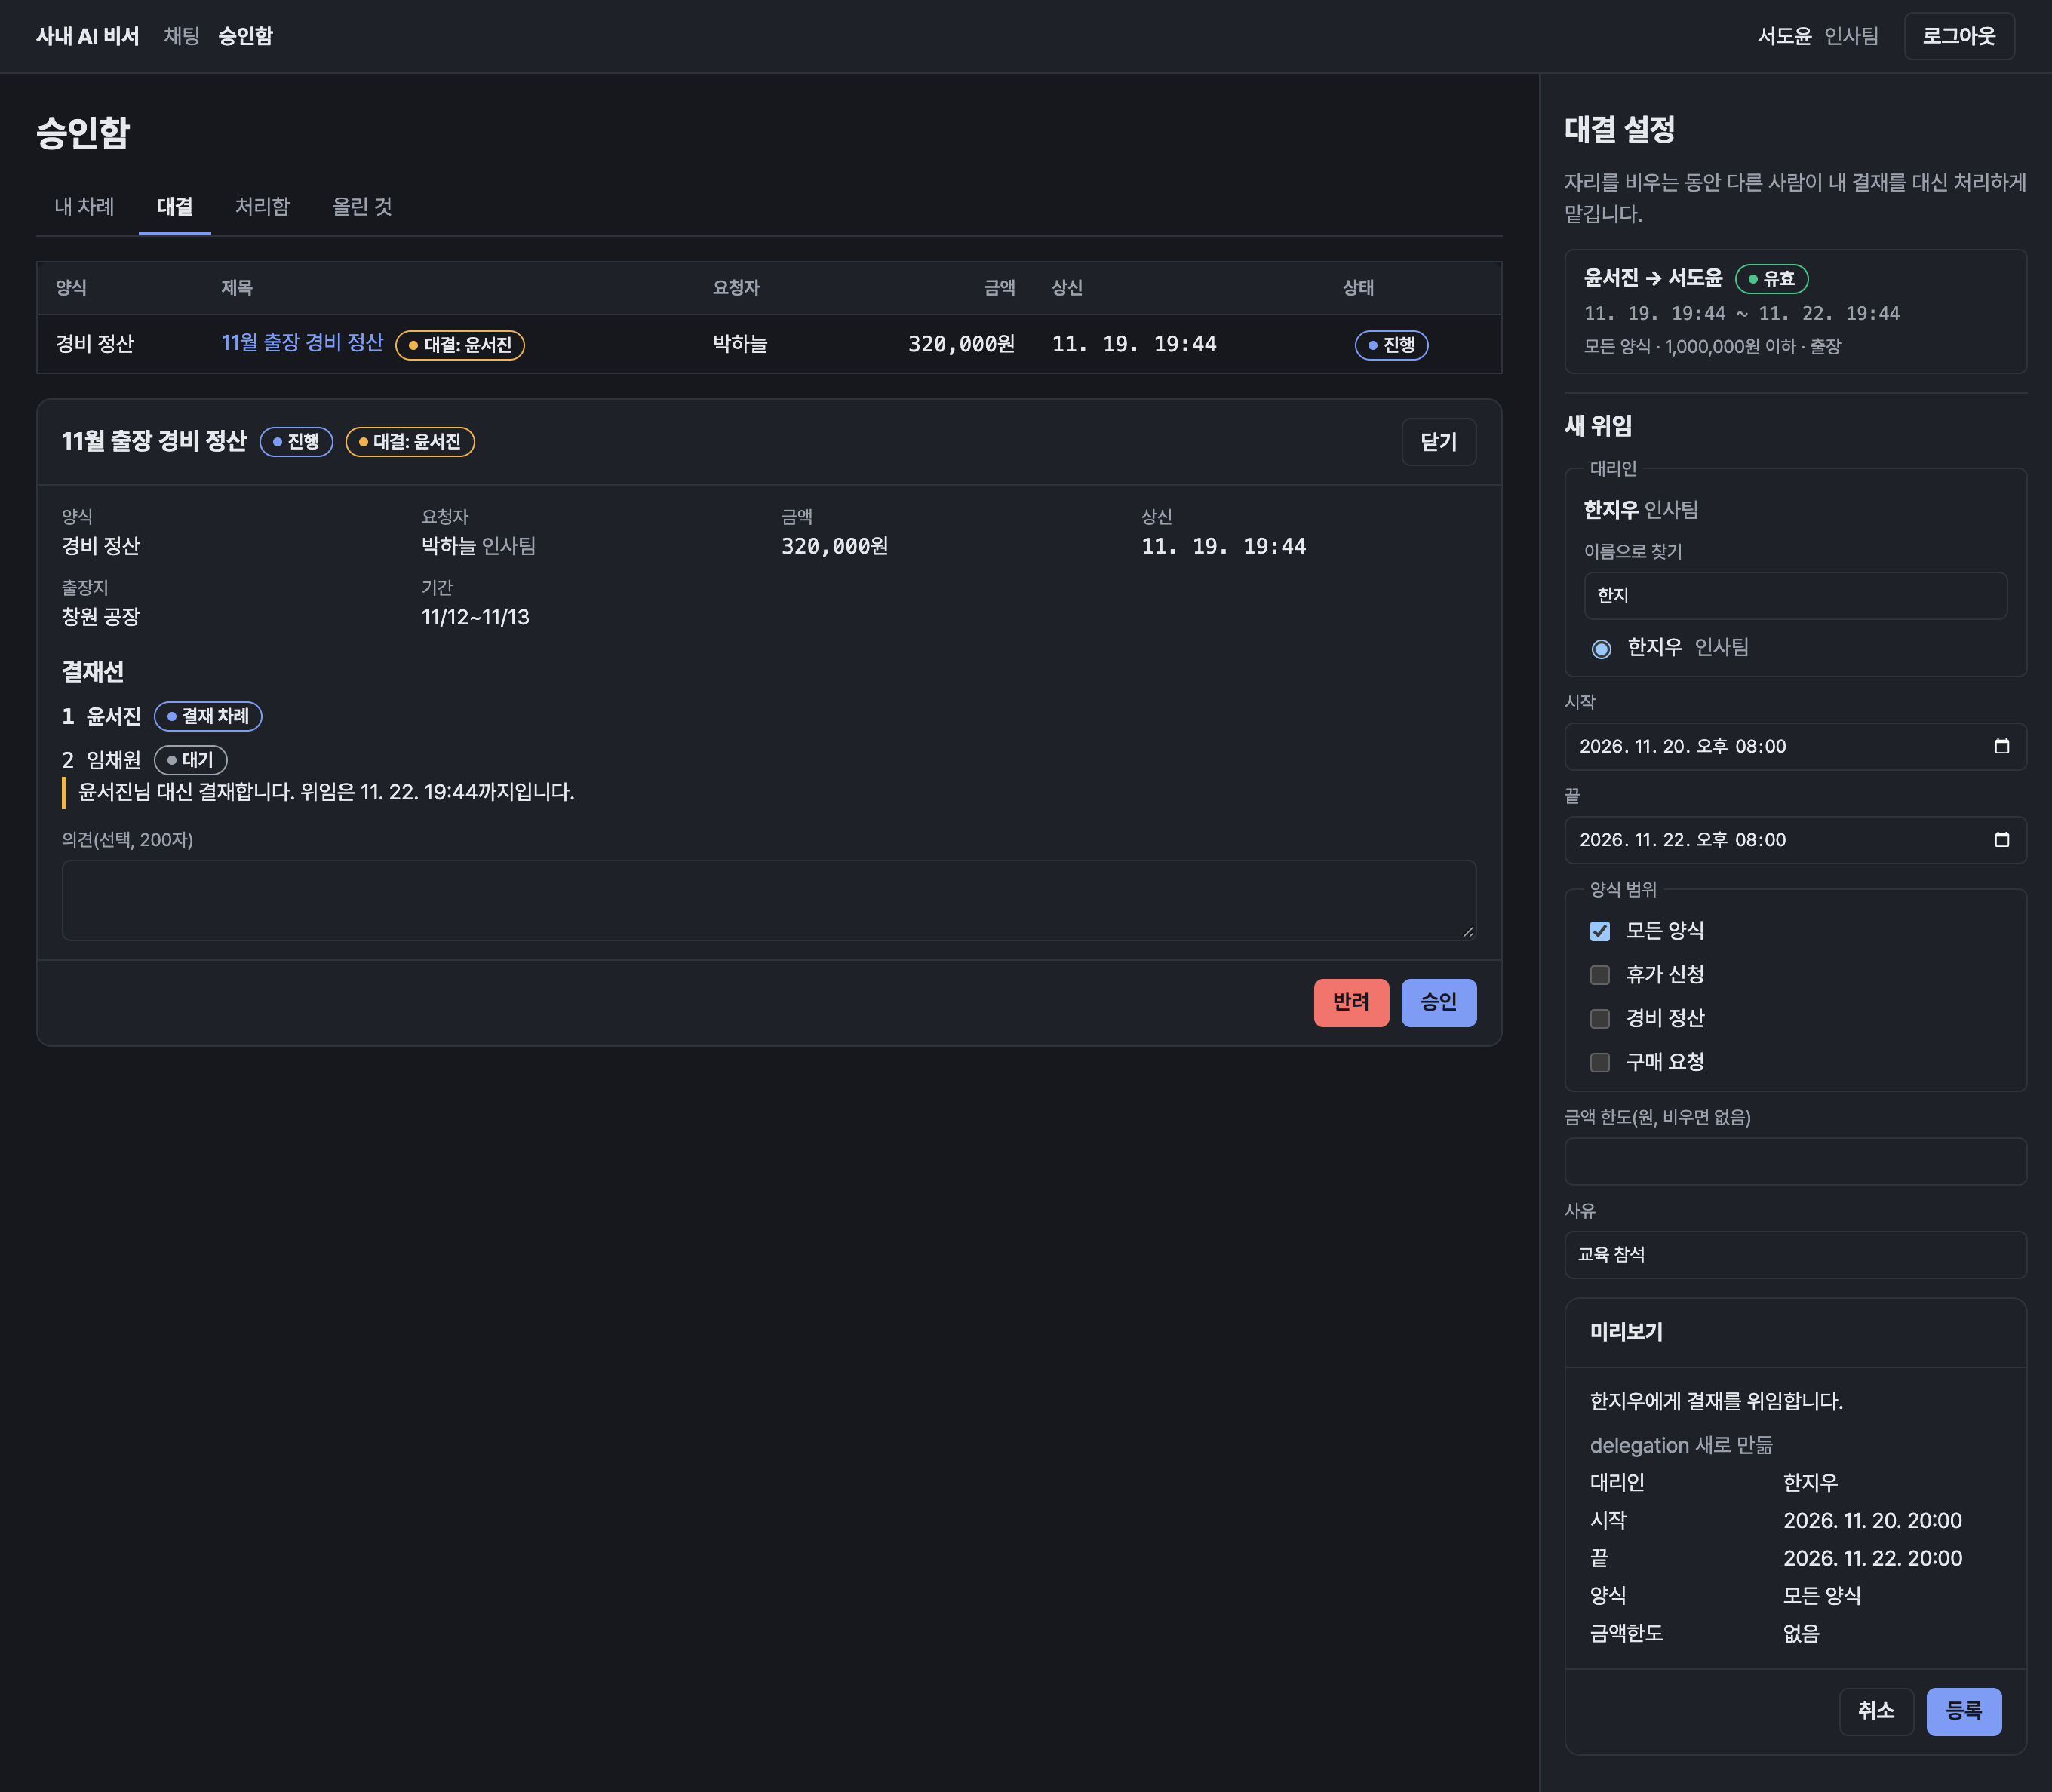 사내 AI 비서 채팅 승인함 서도윤 인사팀 로그아웃
승인함
내 차례 대결 처리함 올린 것
양식 제목 요청자 금액 상신 상태
경비 정산 11월 출장 경비 정산 대결: 윤서진 박하늘 320,000원 11. 19. 19:44 진행
11월 출장 경비 정산 진행 대결: 윤서진 닫기
양식 요청자 금액 상신
경비 정산 박하늘 인사팀 320,000원 11. 19. 19:44
출장지 기간
창원 공장 11/12~11/13
결재선
1 윤서진 결재 차례
2 임채원 대기
윤서진님 대신 결재합니다. 위임은 11. 22. 19:44까지입니다.
의견(선택, 200자)
반려 승인
대결 설정
자리를 비우는 동안 다른 사람이 내 결재를 대신 처리하게
맡깁니다.
윤서진 → 서도윤 유효
11. 19. 19:44 ~ 11. 22. 19:44
모든 양식 · 1,000,000원 이하 · 출장
새 위임
대리인
한지우 인사팀
이름으로 찾기
한지
한지우 인사팀
시작
2026. 11. 20. 오후 08:00
끝
2026. 11. 22. 오후 08:00
양식 범위
모든 양식
휴가 신청
경비 정산
구매 요청
금액 한도(원, 비우면 없음)
사유
교육 참석
미리보기
한지우에게 결재를 위임합니다.
delegation 새로 만듦
대리인 한지우
시작 2026. 11. 20. 20:00
끝 2026. 11. 22. 20:00
양식 모든 양식
금액한도 없음
취소 등록